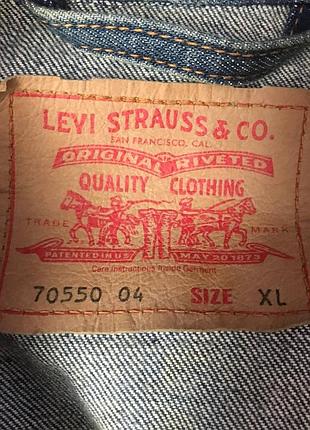 LEVI STRAUSS & CO.
SAN FRANCISCO, CAL.
ORIGINAL RIVETED
QUALITY CLOTHING
TRADE MARK
PATENTED IN U.S. MAY 20 1873
Care Instructions Inside Garment
70550 04 SIZE XL